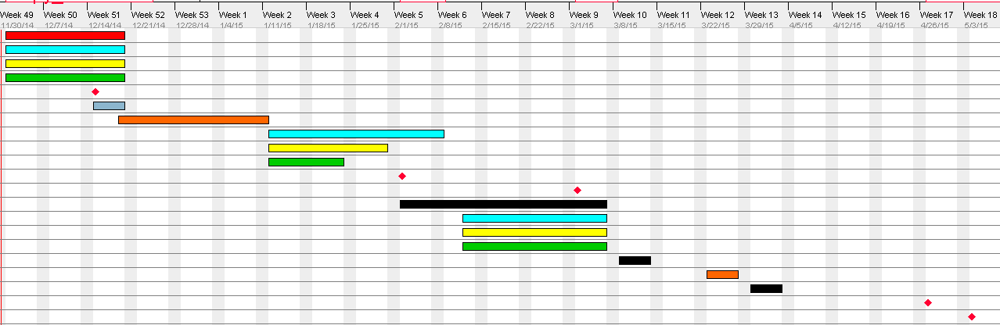 Week 49 Week 50 Week 51 Week 52 Week 53 Week 1 Week 2 Week 3 Week 4 Week 5 Week 6 Week 7 Week 8 Week 9 Week 10 Week 11 Week 12 Week 13 Week 14 Week 15 Week 16 Week 17 Week 18
11/30/14 12/7/14 12/14/14 12/21/14 12/28/14 1/4/15 1/11/15 1/18/15 1/25/15 2/1/15 2/8/15 2/15/15 2/22/15 3/1/15 3/8/15 3/15/15 3/22/15 3/29/15 4/5/15 4/12/15 4/19/15 4/26/15 5/3/15